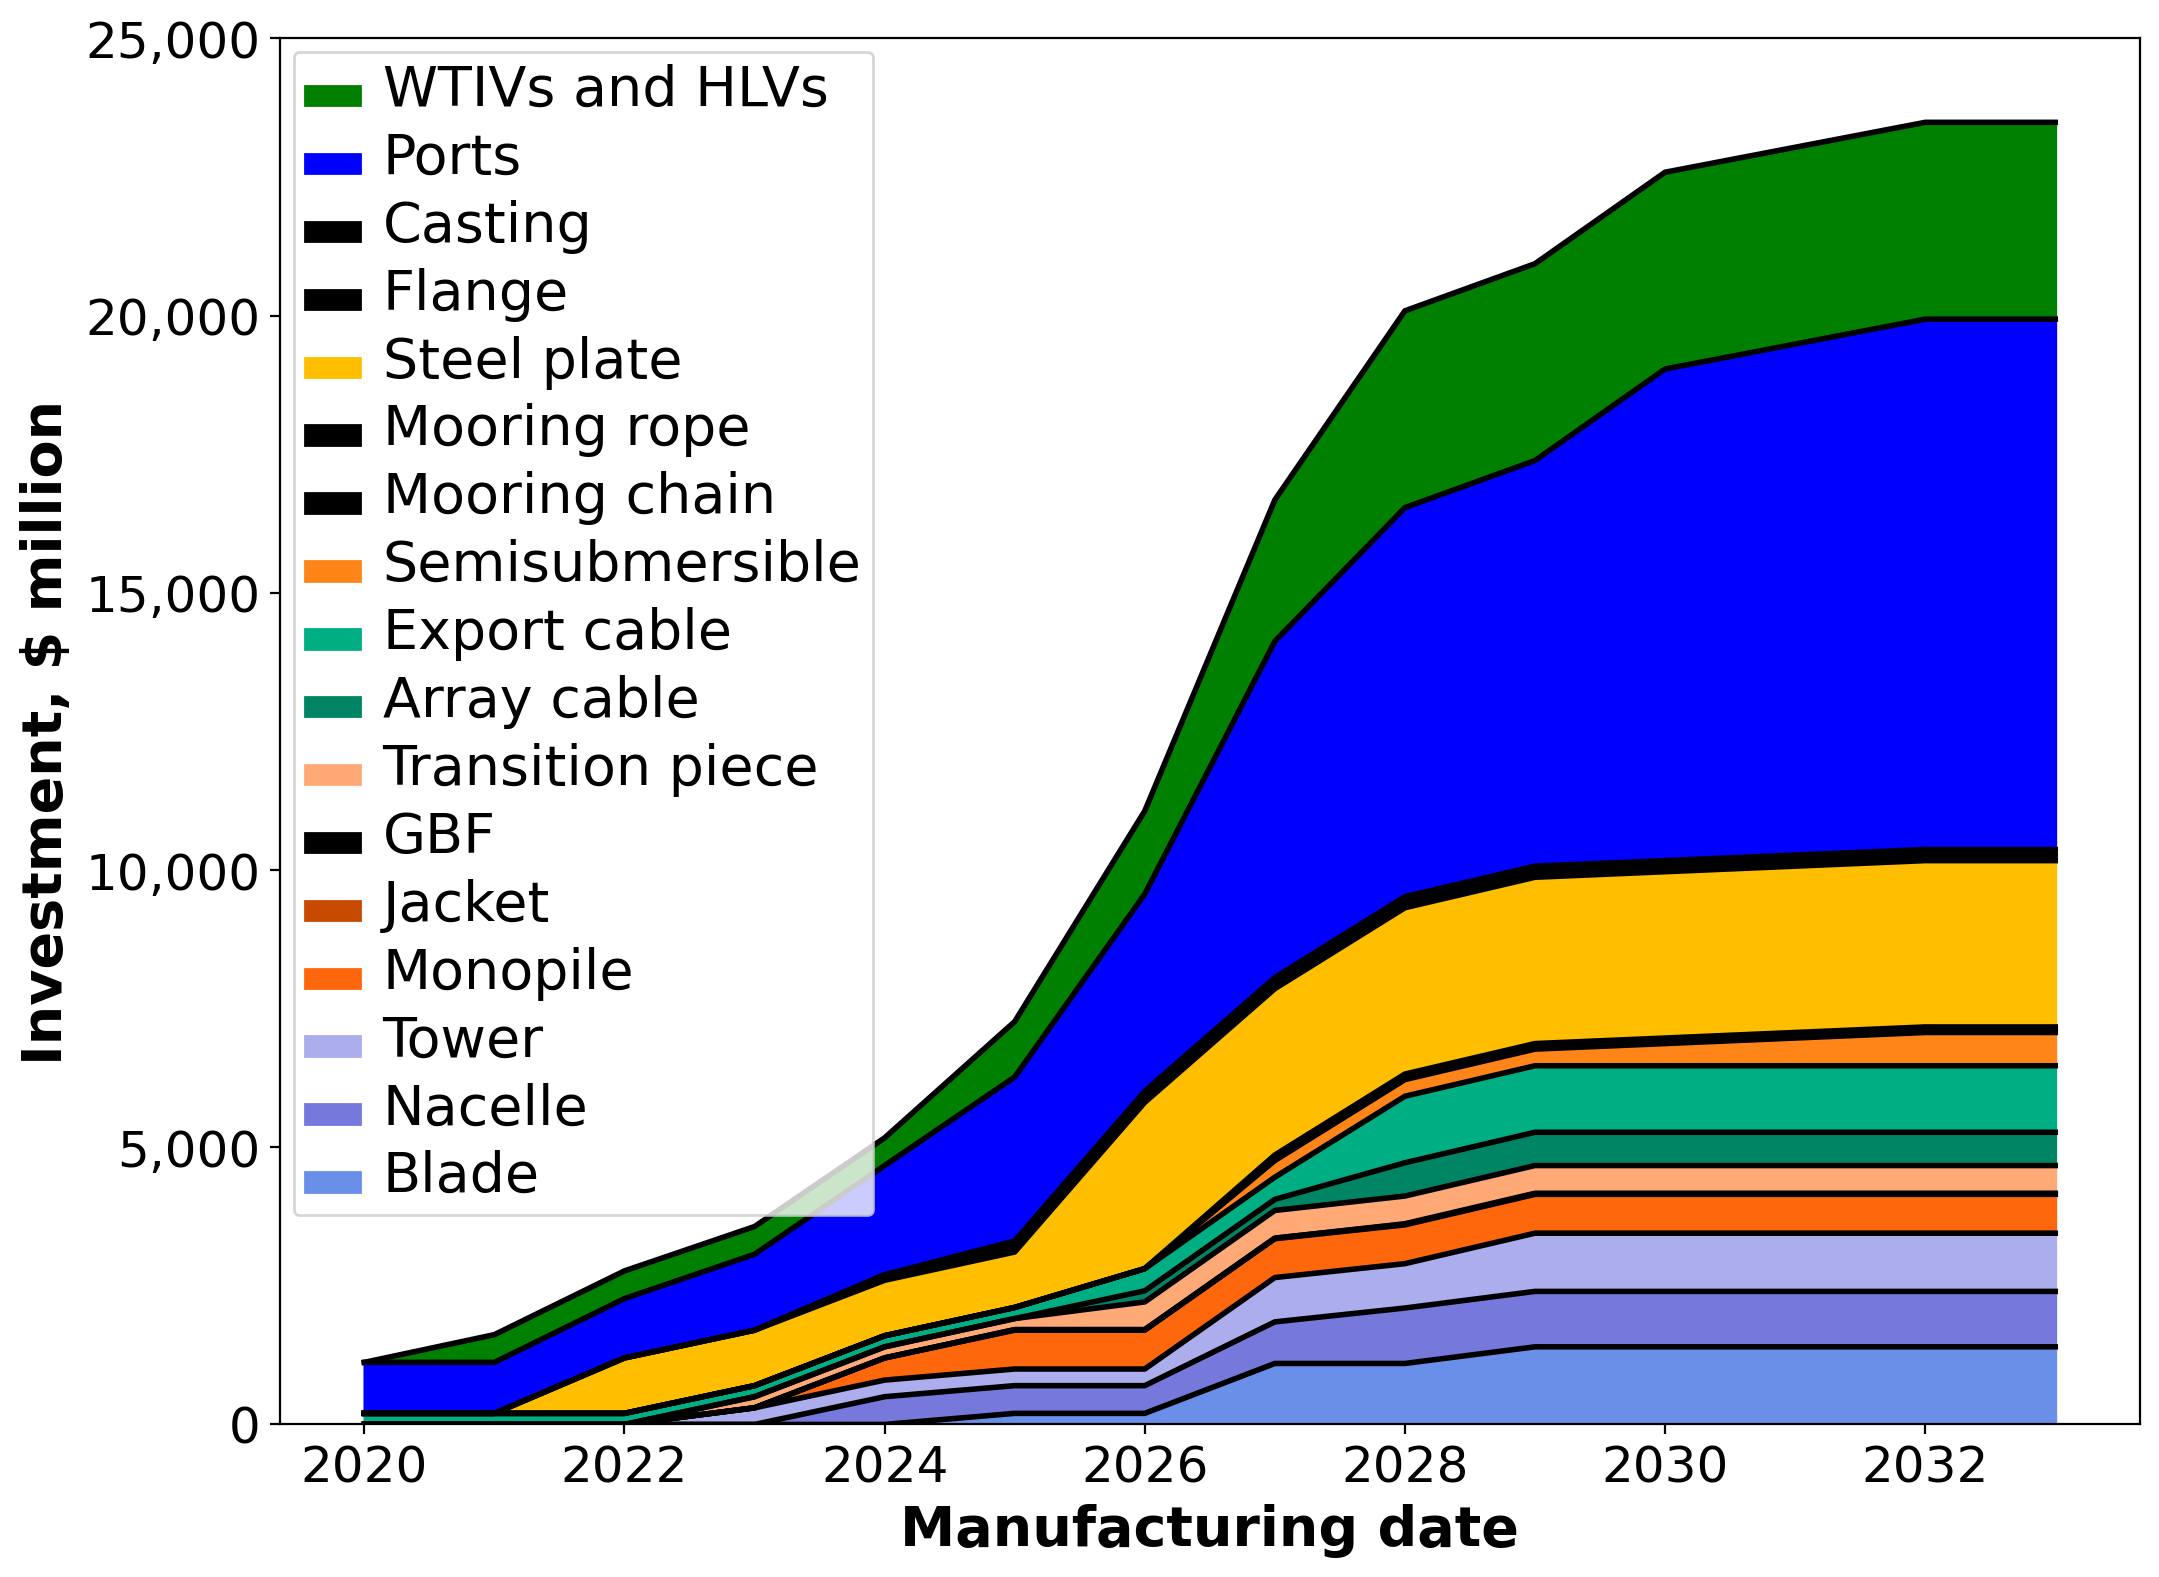 25,000
20,000
15,000
10,000
5,000
0
Investment, $ million
WTIVs and HLVs
Ports
Casting
Flange
Steel plate
Mooring rope
Mooring chain
Semisubmersible
Export cable
Array cable
Transition piece
GBF
Jacket
Monopile
Tower
Nacelle
Blade
2020 2022 2024 2026 2028 2030 2032
Manufacturing date